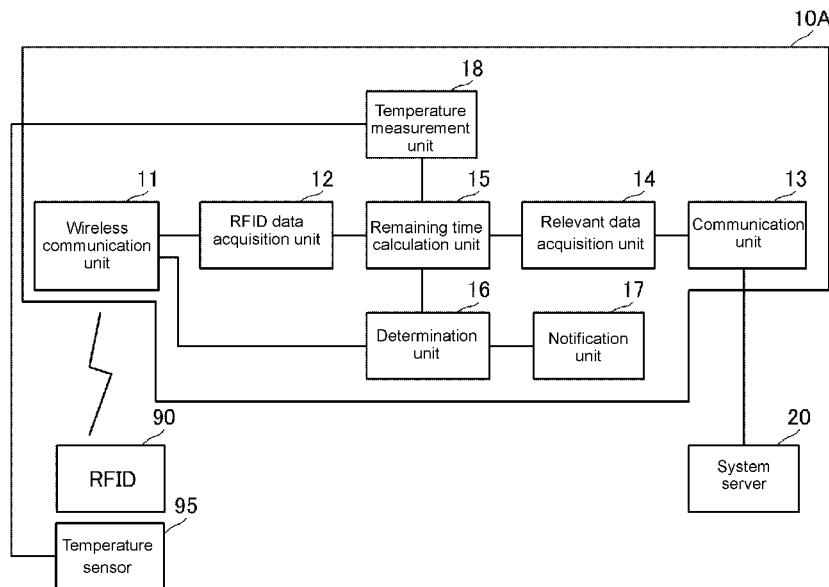 10A
18
Temperature
measurement
unit
11
12
15
14
13
Wireless
communication
unit
RFID data
acquisition unit
Remaining time
calculation unit
Relevant data
acquisition unit
Communication
unit
16
17
Determination
unit
Notification
unit
90
RFID
20
System
server
95
Temperature
sensor